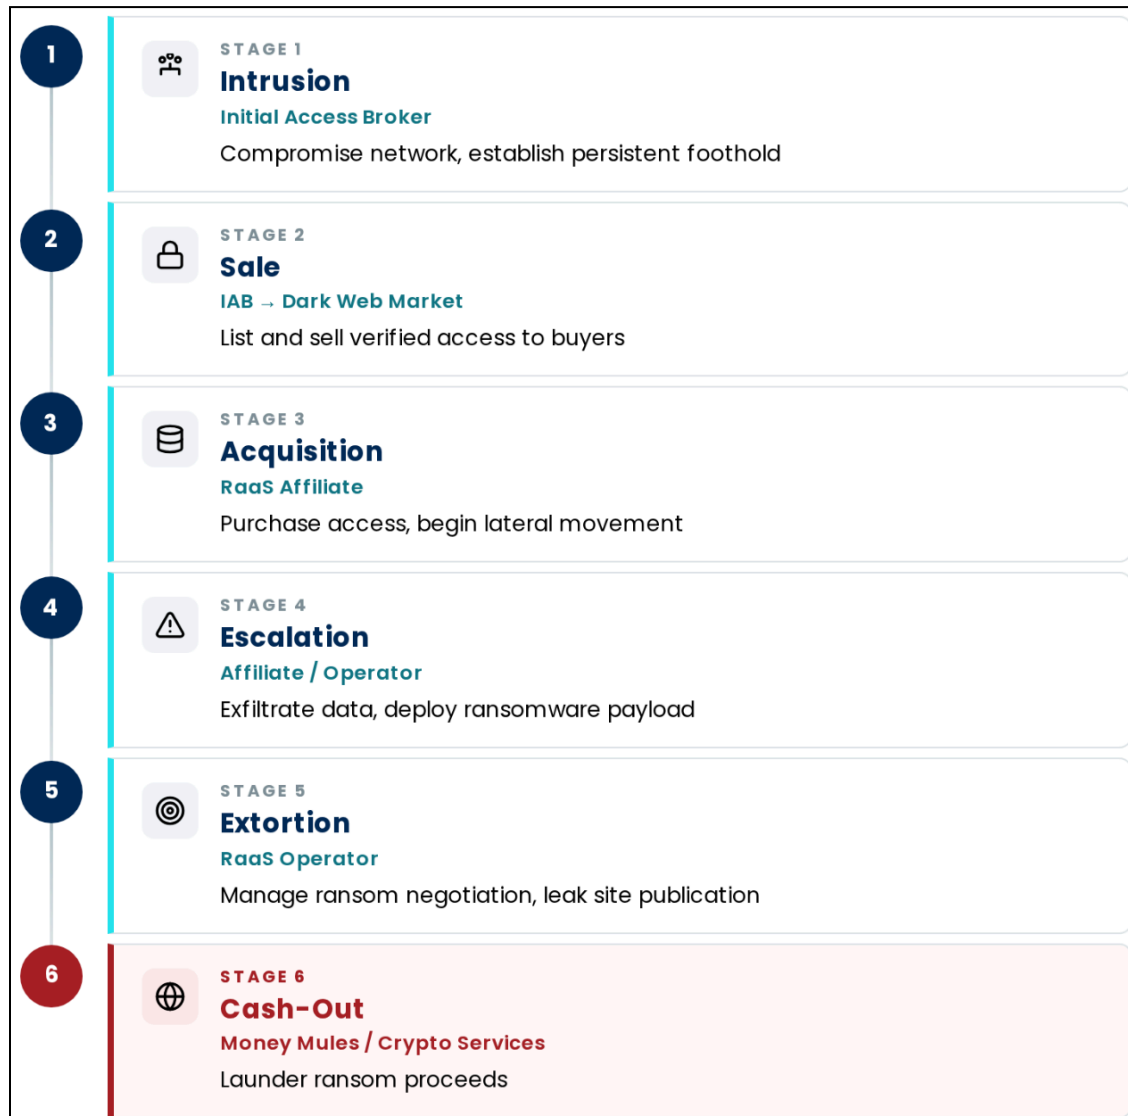 1
STAGE 1
Intrusion
Initial Access Broker
Compromise network, establish persistent foothold
2
STAGE 2
Sale
IAB → Dark Web Market
List and sell verified access to buyers
3
STAGE 3
Acquisition
RaaS Affiliate
Purchase access, begin lateral movement
4
STAGE 4
Escalation
Affiliate / Operator
Exfiltrate data, deploy ransomware payload
5
STAGE 5
Extortion
RaaS Operator
Manage ransom negotiation, leak site publication
6
STAGE 6
Cash-Out
Money Mules / Crypto Services
Launder ransom proceeds